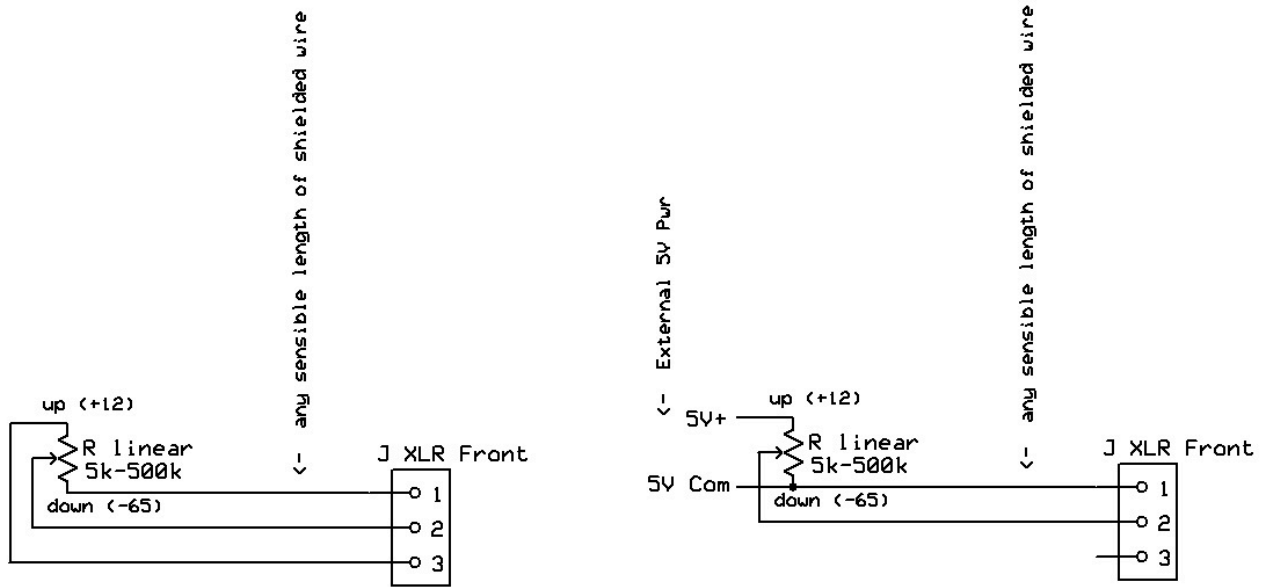 <- any sensible length of shielded wire
up (+12)
R linear
5k-500k
down (-65)
J XLR Front
1
2
3
<- External 5V Pwr
<- any sensible length of shielded wire
up (+12)
5V+
R linear
5k-500k
5V Com
down (-65)
J XLR Front
1
2
3